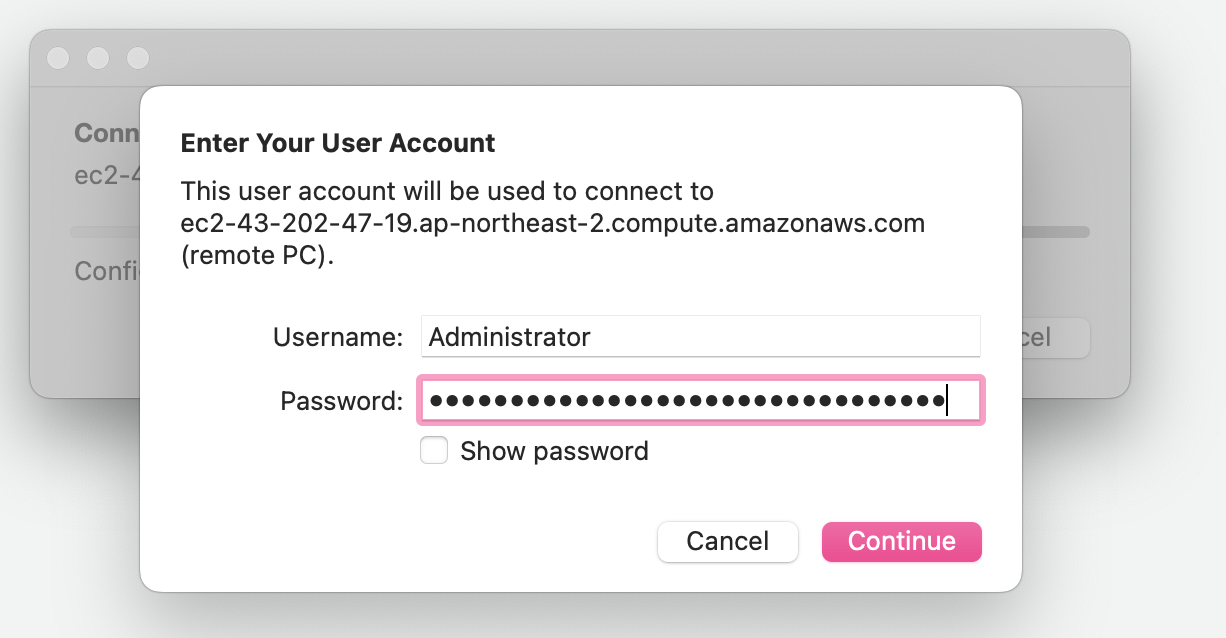 Conn
ec2-4
Confi
cel
Enter Your User Account
This user account will be used to connect to
ec2-43-202-47-19.ap-northeast-2.compute.amazonaws.com
(remote PC).
Username: Administrator
Password: ••••••••••••••••••••••••••••••••
Show password
Cancel Continue